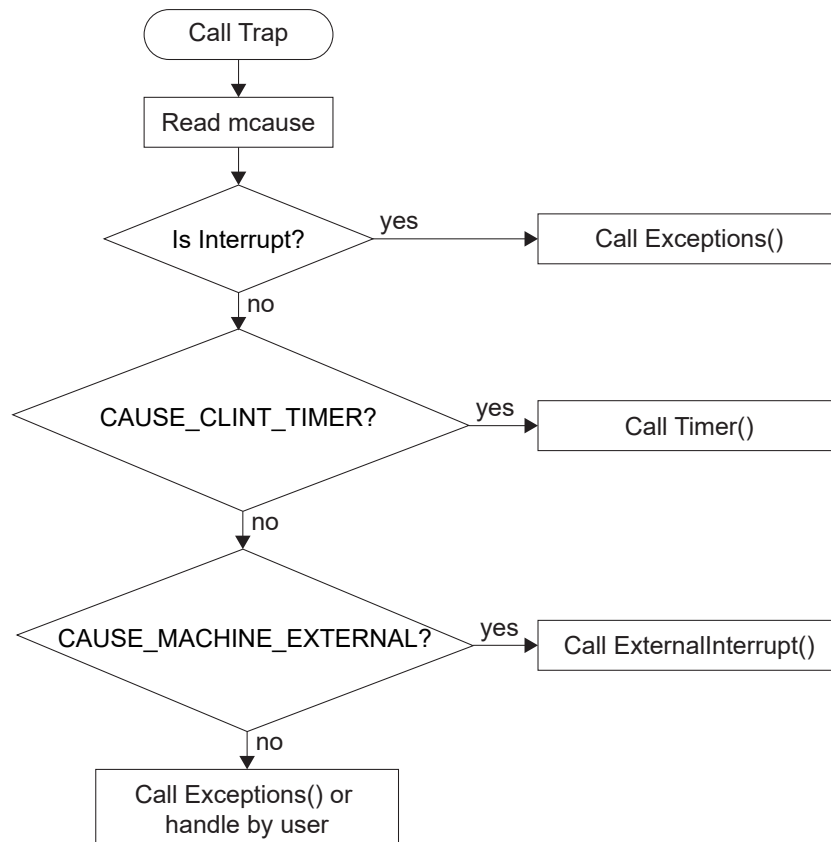 Call Trap
Read mcause
Is Interrupt?
yes
Call Exceptions()
no
CAUSE_CLINT_TIMER?
yes
Call Timer()
no
CAUSE_MACHINE_EXTERNAL?
yes
Call ExternalInterrupt()
no
Call Exceptions() or
handle by user